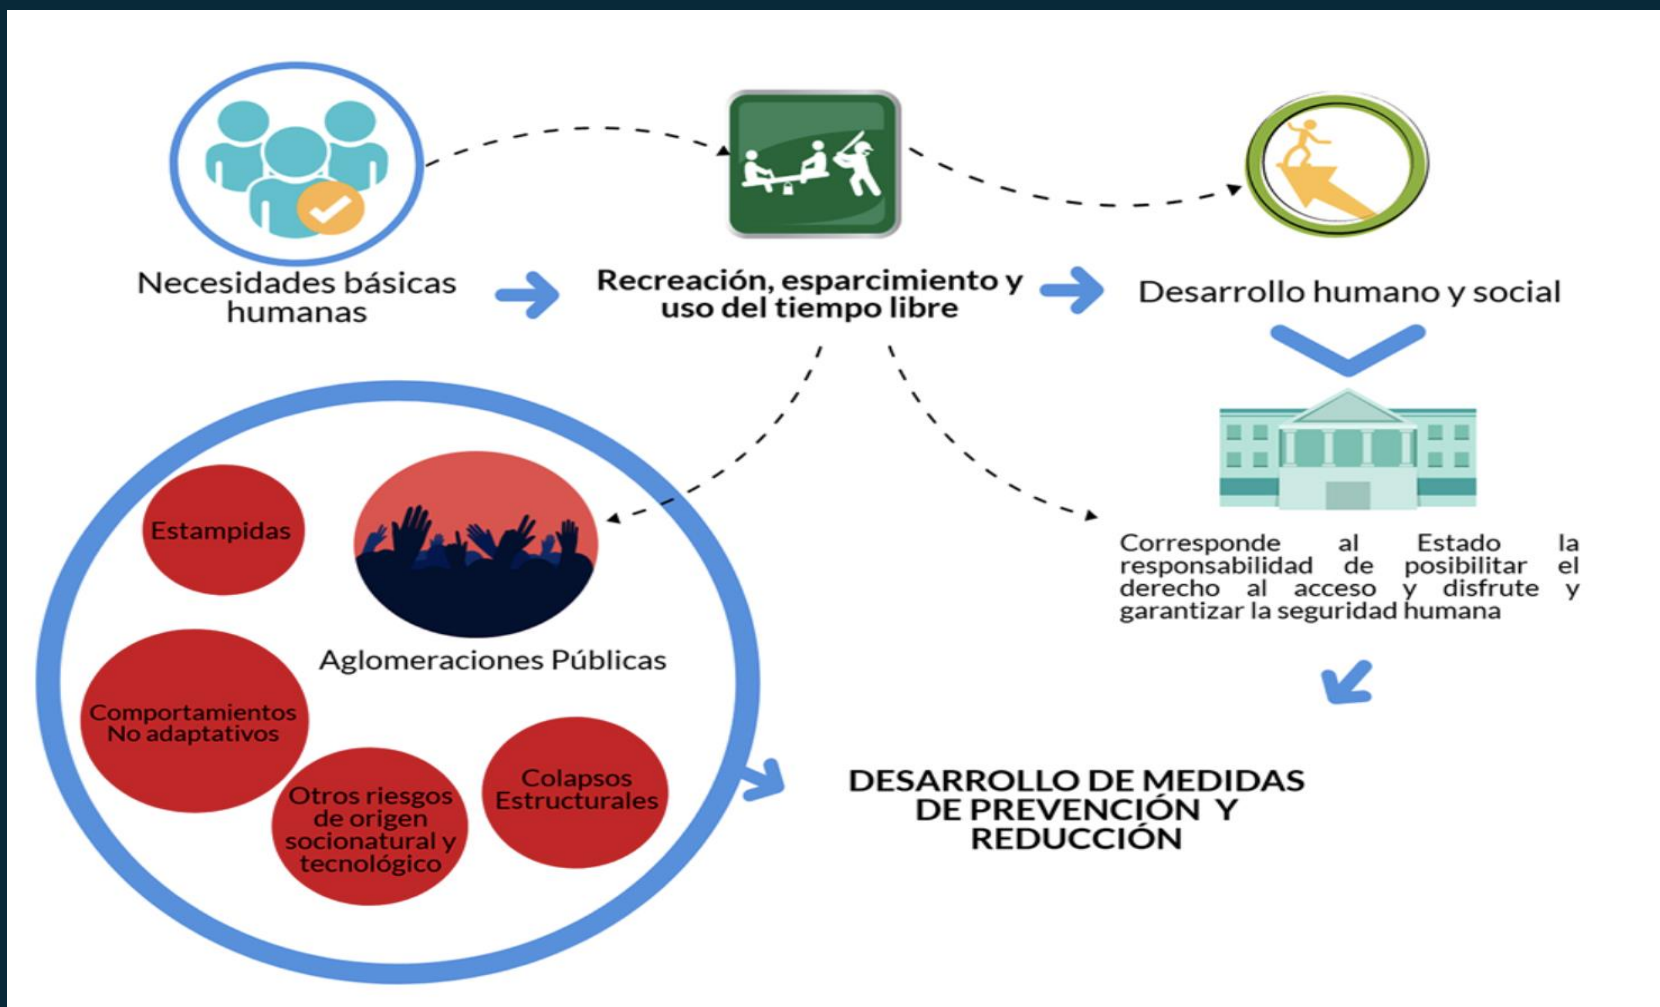 Necesidades básicas
humanas
Recreación, esparcimiento y
uso del tiempo libre
Desarrollo humano y social
Corresponde al Estado la
responsabilidad de posibilitar el
derecho al acceso y disfrute y
garantizar la seguridad humana
Estampidas
Aglomeraciones Públicas
Comportamientos
No adaptativos
Otros riesgos
de origen
socionatural y
tecnológico
Colapsos
Estructurales
DESARROLLO DE MEDIDAS
DE PREVENCIÓN Y
REDUCCIÓN